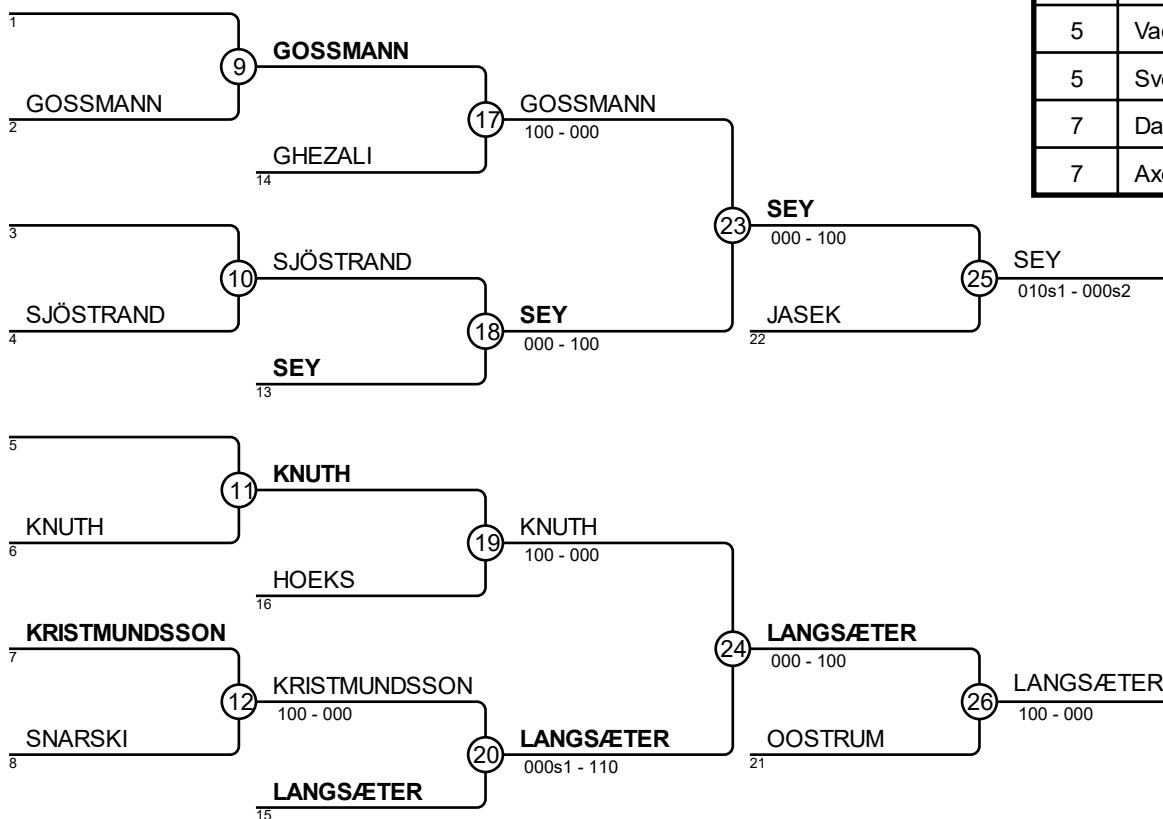 1
9
GOSSMANN
GOSSMANN
2
17
GOSSMANN
100 - 000
GHEZALI
14
3
10
SJÖSTRAND
SJÖSTRAND
4
18
SEY
000 - 100
SEY
13
23
SEY
000 - 100
JASEK
22
25
SEY
010s1 - 000s2
5
11
KNUTH
KNUTH
6
19
KNUTH
100 - 000
HOEKS
16
KRISTMUNDSSON
7
12
KRISTMUNDSSON
100 - 000
SNARSKI
8
20
LANGSÆTER
000s1 - 110
LANGSÆTER
15
24
LANGSÆTER
000 - 100
OOSTRUM
21
26
LANGSÆTER
100 - 000
5
5
7
Da
7